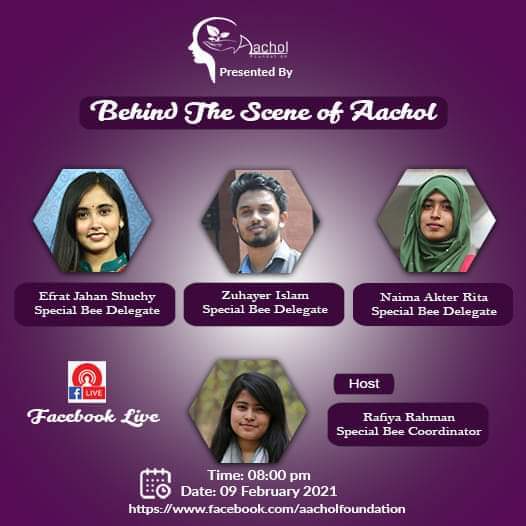 Aachol
FOUNDATION
Presented By
Behind The Scene of Aachol
Efrat Jahan Shuchy
Special Bee Delegate
Zuhayer Islam
Special Bee Delegate
Naima Akter Rita
Special Bee Delegate
f LIVE
Facebook Live
Host
Rafiya Rahman
Special Bee Coordinator
Time: 08:00 pm
Date: 09 February 2021
https://www.facebook.com/aacholfoundation